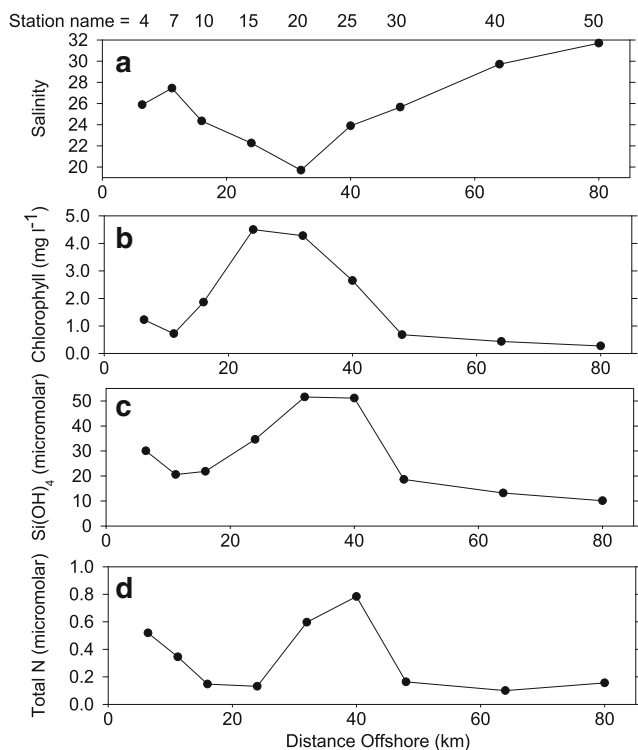 Station name = 4 7 10 15 20 25 30 40 50
a
Salinity
32
30
28
26
24
22
20
0 20 40 60 80
b
Chlorophyll (mg l⁻¹)
5.0
4.0
3.0
2.0
1.0
0.0
0 20 40 60 80
c
Si(OH)₄ (micromolar)
50
40
30
20
10
0
0 20 40 60 80
d
Total N (micromolar)
1.0
0.8
0.6
0.4
0.2
0.0
0 20 40 60 80
Distance Offshore (km)